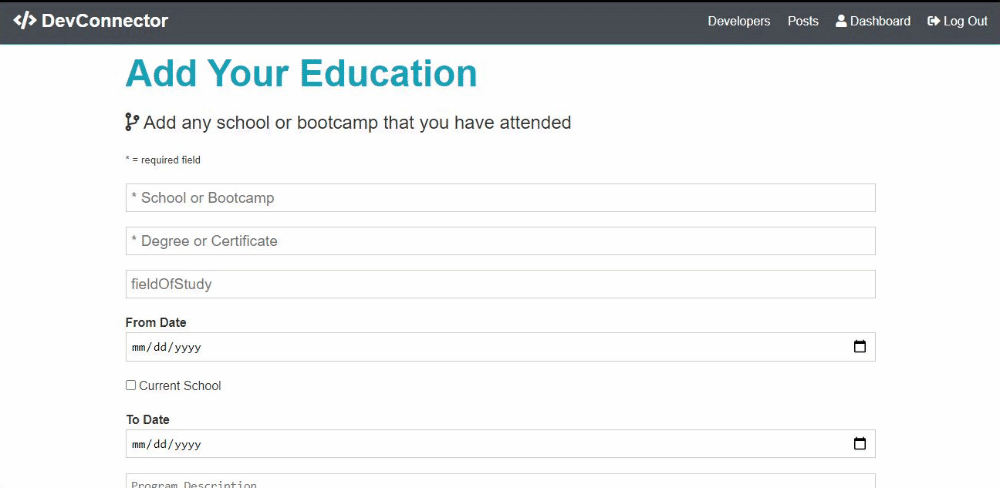 </> DevConnector
Developers Posts Dashboard Log Out
Add Your Education
Add any school or bootcamp that you have attended
* = required field
* School or Bootcamp
* Degree or Certificate
fieldOfStudy
From Date
mm/dd/yyyy
Current School
To Date
mm/dd/yyyy
Program Description